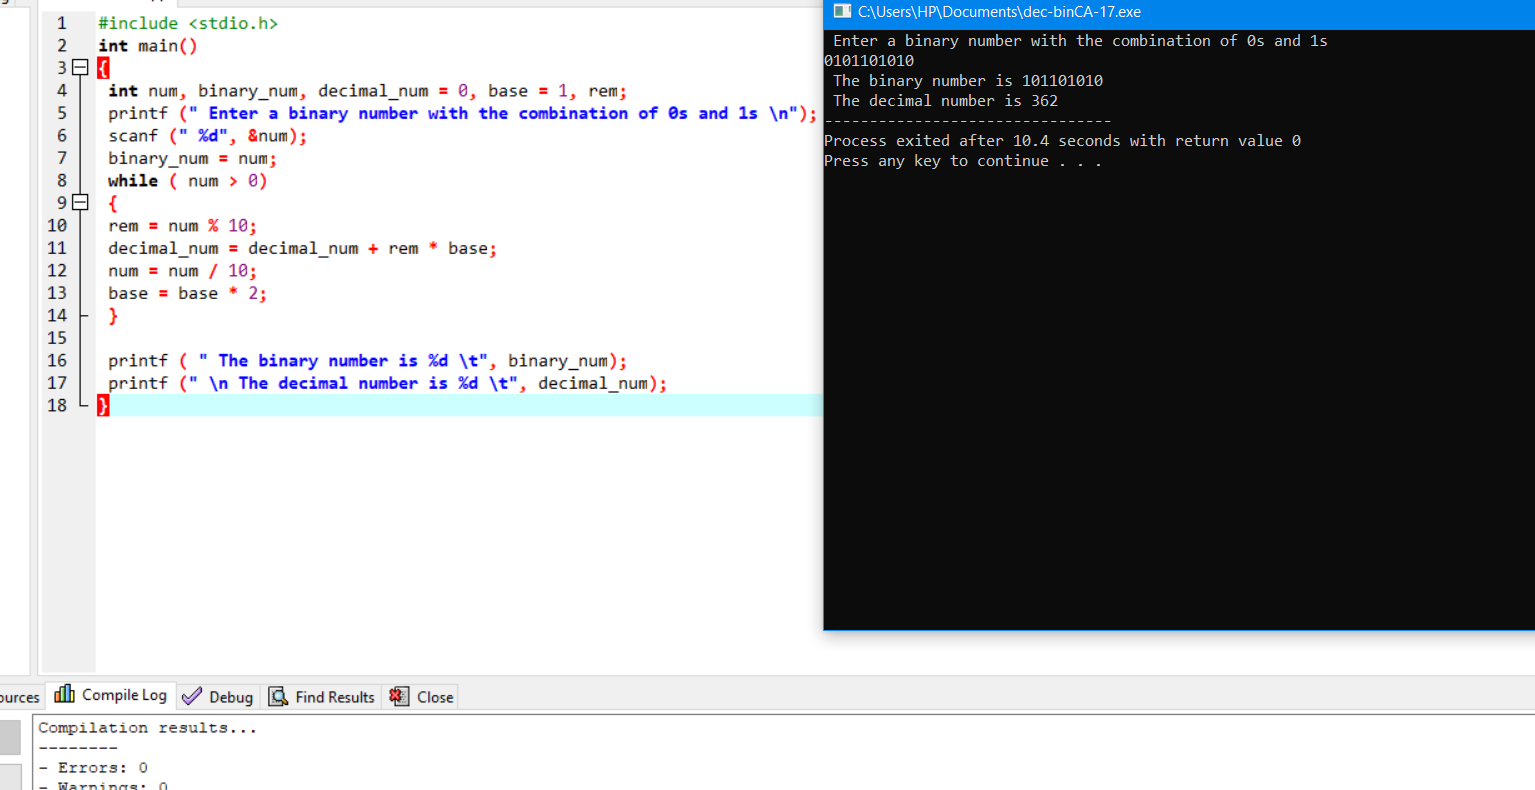 1 #include <stdio.h>
2 int main()
3 {
4 int num, binary_num, decimal_num = 0, base = 1, rem;
5 printf (" Enter a binary number with the combination of 0s and 1s \n");
6 scanf (" %d", &num);
7 binary_num = num;
8 while ( num > 0)
9 {
10 rem = num % 10;
11 decimal_num = decimal_num + rem * base;
12 num = num / 10;
13 base = base * 2;
14 }
15
16 printf ( " The binary number is %d \t", binary_num);
17 printf (" \n The decimal number is %d \t", decimal_num);
18 }
C:\Users\HP\Documents\dec-binCA-17.exe
Enter a binary number with the combination of 0s and 1s
0101101010
The binary number is 101101010
The decimal number is 362
--------------------------------
Process exited after 10.4 seconds with return value 0
Press any key to continue . . .
ources Compile Log Debug Find Results Close
Compilation results...
--------
- Errors: 0
- Warnings: 0